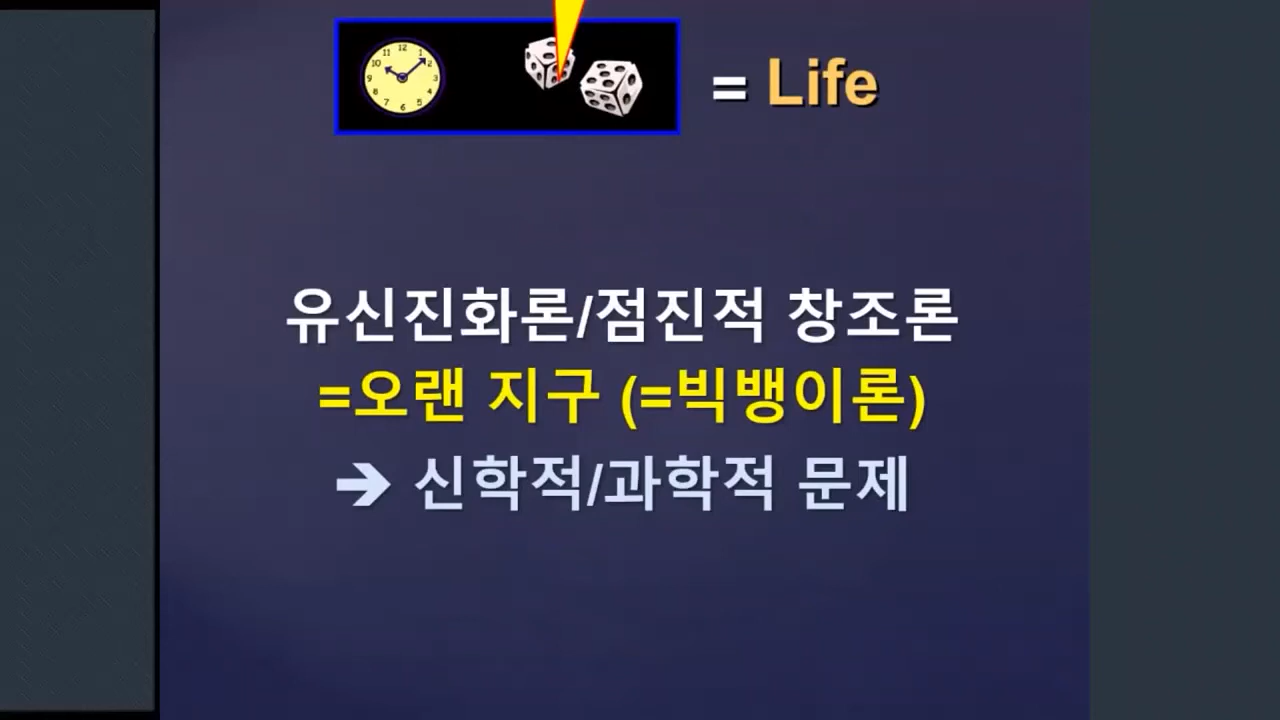 = Life
유신진화론/점진적 창조론
=오랜 지구 (=빅뱅이론)
➔ 신학적/과학적 문제